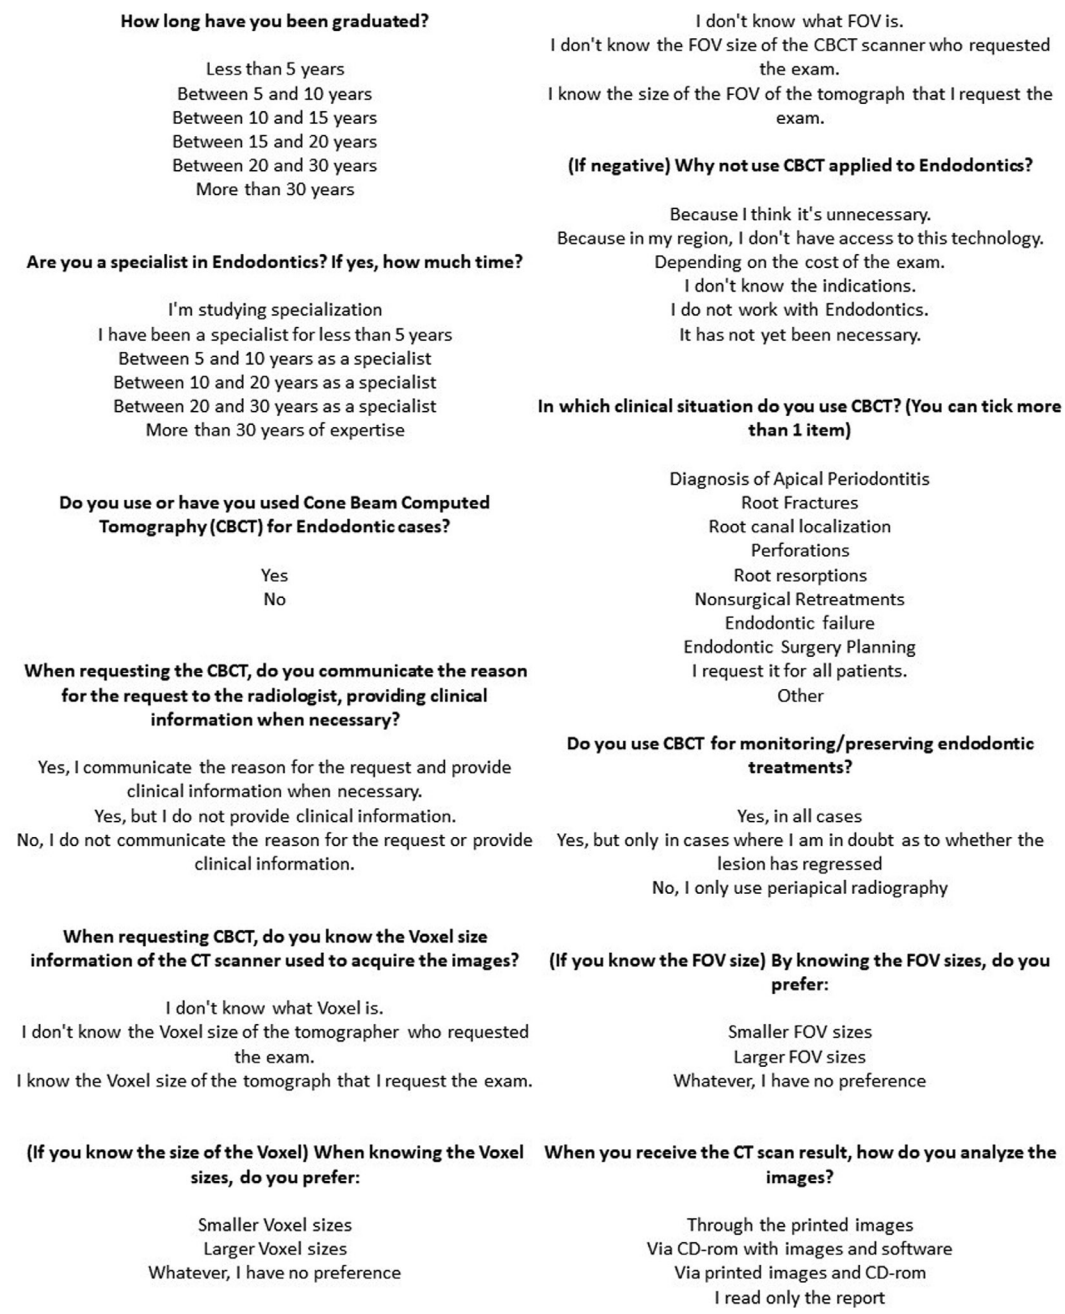 How long have you been graduated?
Less than 5 years
Between 5 and 10 years
Between 10 and 15 years
Between 15 and 20 years
Between 20 and 30 years
More than 30 years
Are you a specialist in Endodontics? If yes, how much time?
I'm studying specialization
I have been a specialist for less than 5 years
Between 5 and 10 years as a specialist
Between 10 and 20 years as a specialist
Between 20 and 30 years as a specialist
More than 30 years of expertise
Do you use or have you used Cone Beam Computed
Tomography (CBCT) for Endodontic cases?
Yes
No
When requesting the CBCT, do you communicate the reason
for the request to the radiologist, providing clinical
information when necessary?
Yes, I communicate the reason for the request and provide
clinical information when necessary.
Yes, but I do not provide clinical information.
No, I do not communicate the reason for the request or provide
clinical information.
When requesting CBCT, do you know the Voxel size
information of the CT scanner used to acquire the images?
I don't know what Voxel is.
I don't know the Voxel size of the tomographer who requested
the exam.
I know the Voxel size of the tomograph that I request the exam.
(If you know the size of the Voxel) When knowing the Voxel
sizes, do you prefer:
Smaller Voxel sizes
Larger Voxel sizes
Whatever, I have no preference
I don't know what FOV is.
I don't know the FOV size of the CBCT scanner who requested
the exam.
I know the size of the FOV of the tomograph that I request the
exam.
(If negative) Why not use CBCT applied to Endodontics?
Because I think it's unnecessary.
Because in my region, I don't have access to this technology.
Depending on the cost of the exam.
I don't know the indications.
I do not work with Endodontics.
It has not yet been necessary.
In which clinical situation do you use CBCT? (You can tick more
than 1 item)
Diagnosis of Apical Periodontitis
Root Fractures
Root canal localization
Perforations
Root resorptions
Nonsurgical Retreatments
Endodontic failure
Endodontic Surgery Planning
I request it for all patients.
Other
Do you use CBCT for monitoring/preserving endodontic
treatments?
Yes, in all cases
Yes, but only in cases where I am in doubt as to whether the
lesion has regressed
No, I only use periapical radiography
(If you know the FOV size) By knowing the FOV sizes, do you
prefer:
Smaller FOV sizes
Larger FOV sizes
Whatever, I have no preference
When you receive the CT scan result, how do you analyze the
images?
Through the printed images
Via CD-rom with images and software
Via printed images and CD-rom
I read only the report